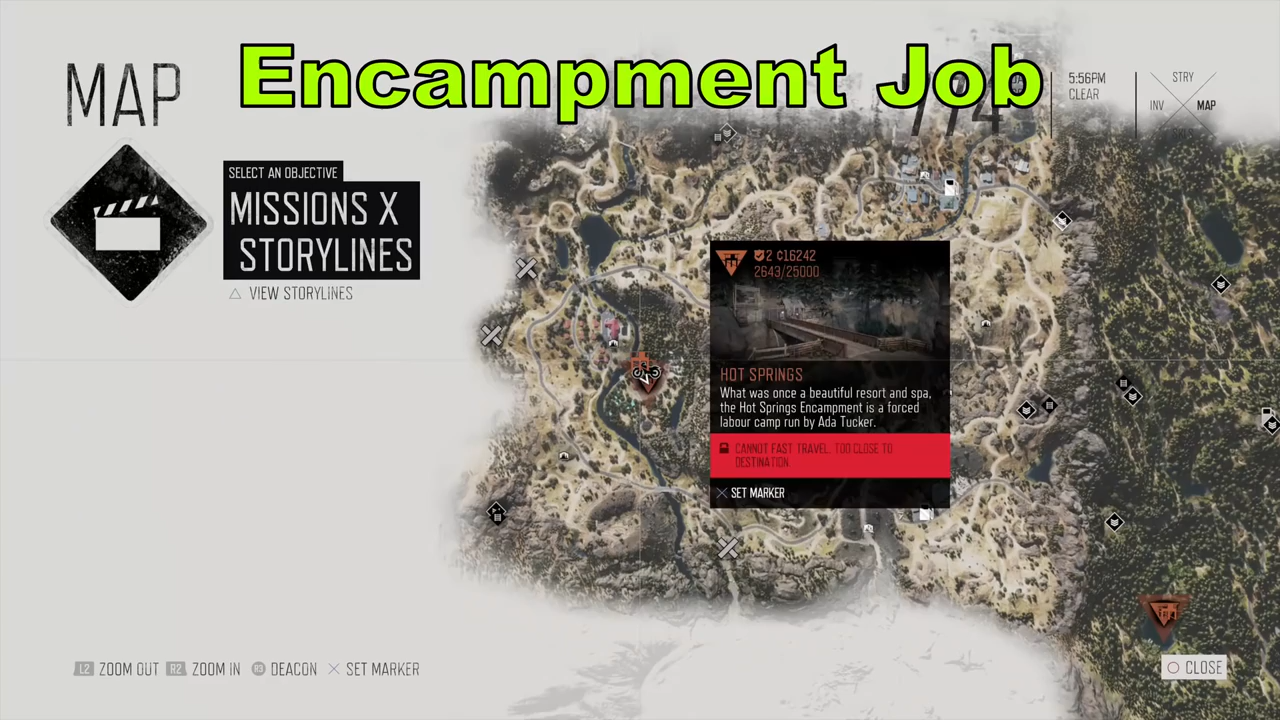 Encampment Job
MAP
774
5:56PM
CLEAR
STRY
INV
MAP
SELECT AN OBJECTIVE
MISSIONS X
STORYLINES
VIEW STORYLINES
2 ¢16242
2643/25000
HOT SPRINGS
What was once a beautiful resort and spa,
the Hot Springs Encampment is a forced
labour camp run by Ada Tucker.
CANNOT FAST TRAVEL. TOO CLOSE TO
DESTINATION.
SET MARKER
L2 ZOOM OUT R2 ZOOM IN R3 DEACON SET MARKER
CLOSE